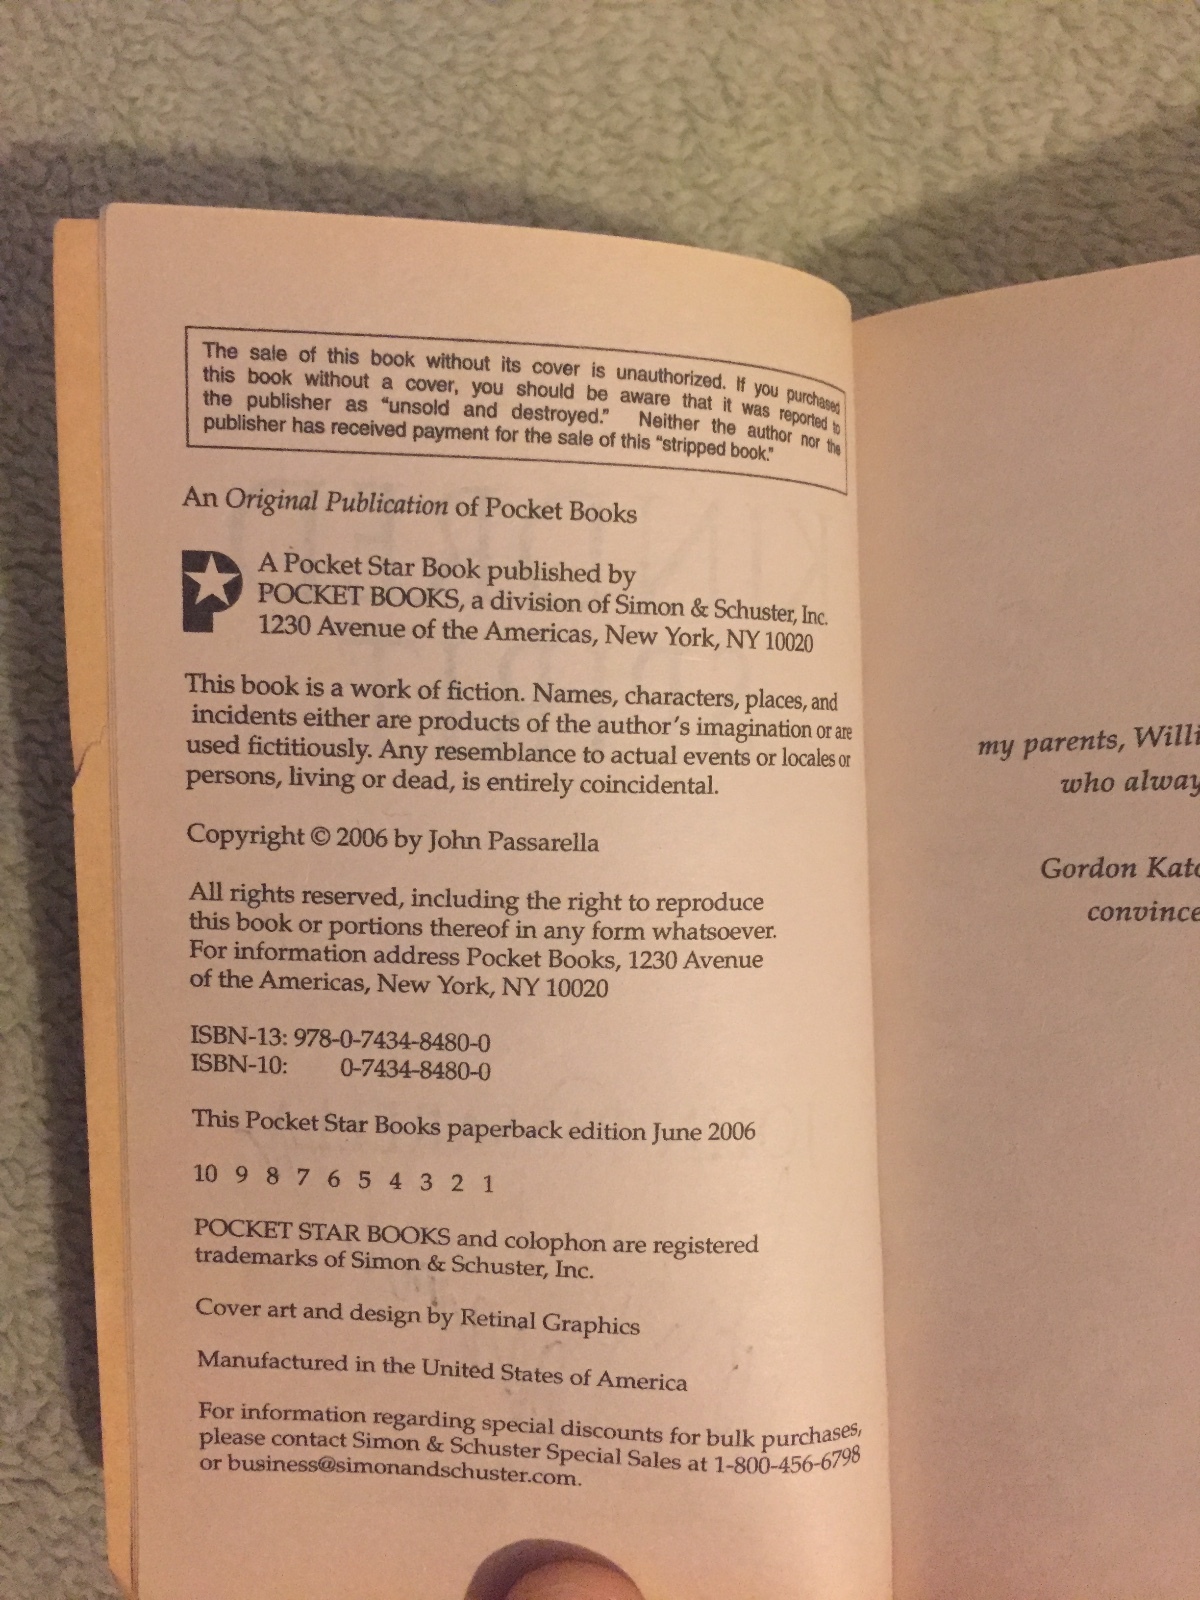 The sale of this book without its cover is unauthorized. If you purchased
this book without a cover, you should be aware that it was reported to
the publisher as "unsold and destroyed." Neither the author nor the
publisher has received payment for the sale of this "stripped book."
An Original Publication of Pocket Books
A Pocket Star Book published by
POCKET BOOKS, a division of Simon & Schuster, Inc.
1230 Avenue of the Americas, New York, NY 10020
This book is a work of fiction. Names, characters, places, and
incidents either are products of the author's imagination or are
used fictitiously. Any resemblance to actual events or locales or
persons, living or dead, is entirely coincidental.
Copyright © 2006 by John Passarella
All rights reserved, including the right to reproduce
this book or portions thereof in any form whatsoever.
For information address Pocket Books, 1230 Avenue
of the Americas, New York, NY 10020
ISBN-13: 978-0-7434-8480-0
ISBN-10: 0-7434-8480-0
This Pocket Star Books paperback edition June 2006
10 9 8 7 6 5 4 3 2 1
POCKET STAR BOOKS and colophon are registered
trademarks of Simon & Schuster, Inc.
Cover art and design by Retinal Graphics
Manufactured in the United States of America
For information regarding special discounts for bulk purchases,
please contact Simon & Schuster Special Sales at 1-800-456-6798
or business@simonandschuster.com.
my parents, Willi
who alway
Gordon Kato
convince